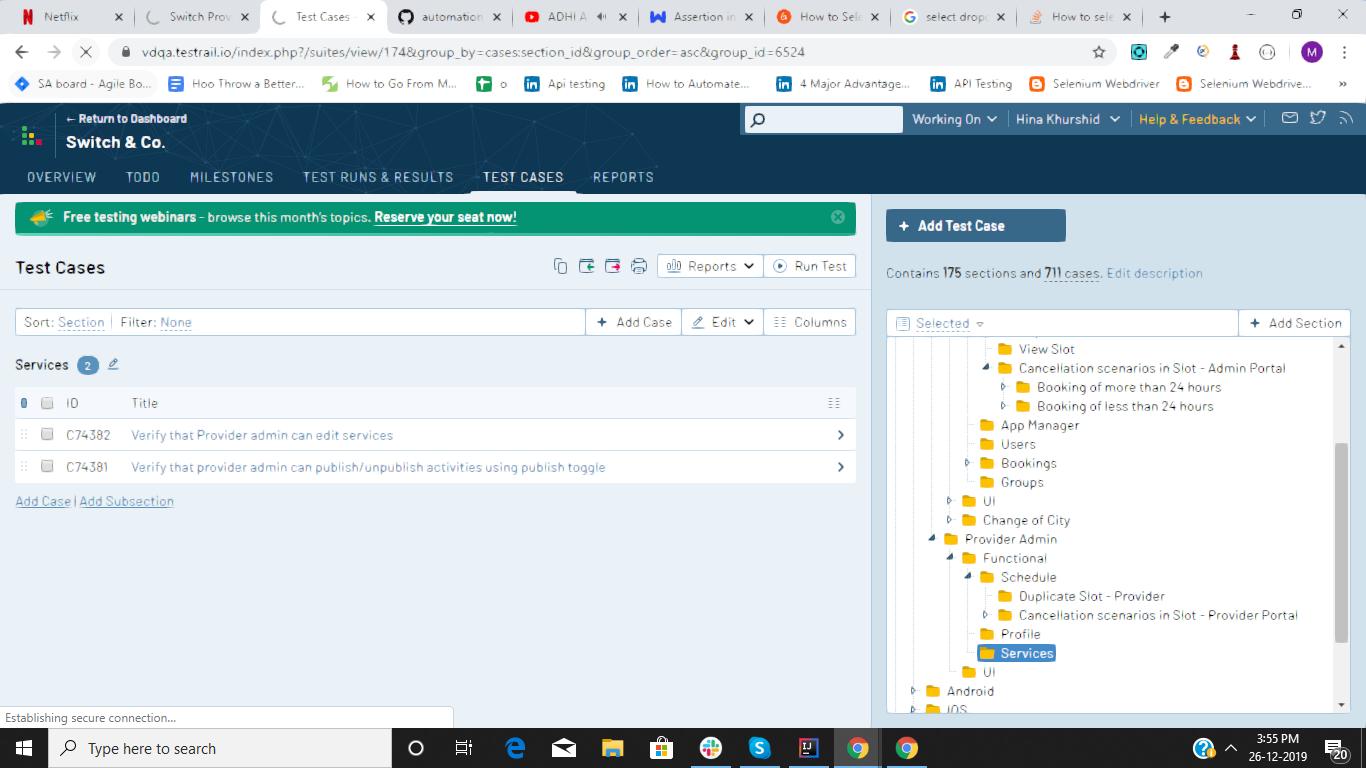 Netflix
Switch Prov
Test Cases -
automation
ADHI A
Assertion in
How to Sele
select dropd
How to sele
vdqa.testrail.io/index.php?/suites/view/174&group_by=cases:section_id&group_order=asc&group_id=6524
M
SA board - Agile Bo...
Hoo Throw a Better...
How to Go From M...
o
Api testing
How to Automate...
4 Major Advantage...
API Testing
Selenium Webdriver
Selenium Webdrive...
»
← Return to Dashboard
Switch & Co.
Working On
Hina Khurshid
Help & Feedback
OVERVIEW
TODO
MILESTONES
TEST RUNS & RESULTS
TEST CASES
REPORTS
Free testing webinars - browse this month's topics. Reserve your seat now!
+ Add Test Case
Test Cases
Reports
Run Test
Contains 175 sections and 711 cases. Edit description
Sort: Section | Filter: None
+ Add Case
Edit
Columns
Selected
+ Add Section
Services 2
ID
Title
C74382
Verify that Provider admin can edit services
C74381
Verify that provider admin can publish/unpublish activities using publish toggle
Add Case | Add Subsection
View Slot
Cancellation scenarios in Slot - Admin Portal
Booking of more than 24 hours
Booking of less than 24 hours
App Manager
Users
Bookings
Groups
UI
Change of City
Provider Admin
Functional
Schedule
Duplicate Slot - Provider
Cancellation scenarios in Slot - Provider Portal
Profile
Services
UI
Android
IOS
Establishing secure connection...
Type here to search
3:55 PM
26-12-2019
20